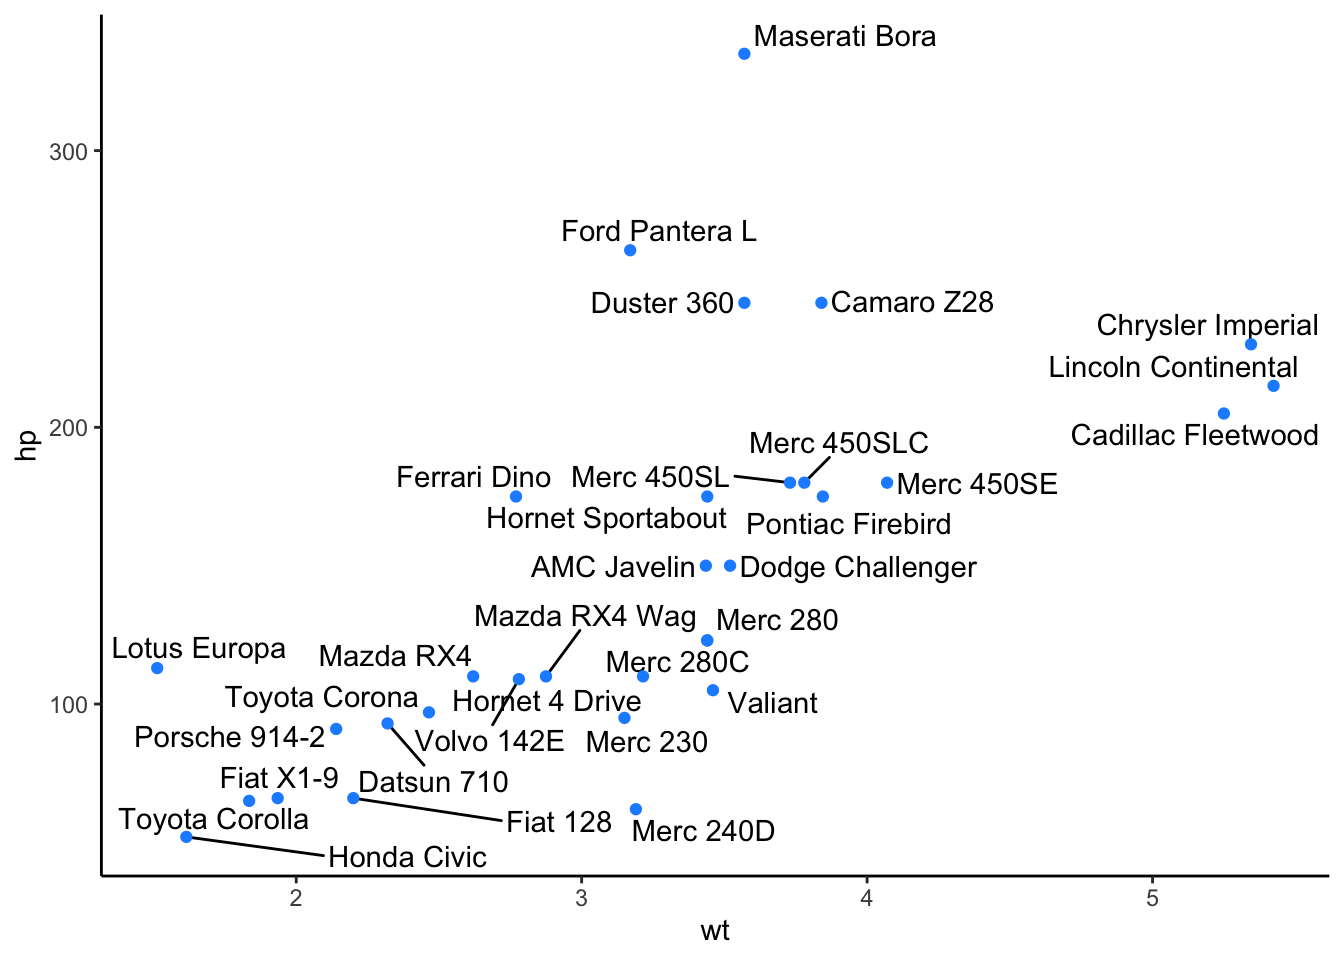 Maserati Bora
300
Ford Pantera L
Duster 360
Camaro Z28
Chrysler Imperial
Lincoln Continental
200
Cadillac Fleetwood
hp
Merc 450SLC
Ferrari Dino
Merc 450SL
Merc 450SE
Hornet Sportabout
Pontiac Firebird
AMC Javelin
Dodge Challenger
Mazda RX4 Wag
Merc 280
Lotus Europa
Mazda RX4
Merc 280C
Toyota Corona
Hornet 4 Drive
Valiant
100
Porsche 914-2
Volvo 142E
Merc 230
Fiat X1-9
Datsun 710
Toyota Corolla
Fiat 128
Merc 240D
Honda Civic
2
3
4
5
wt